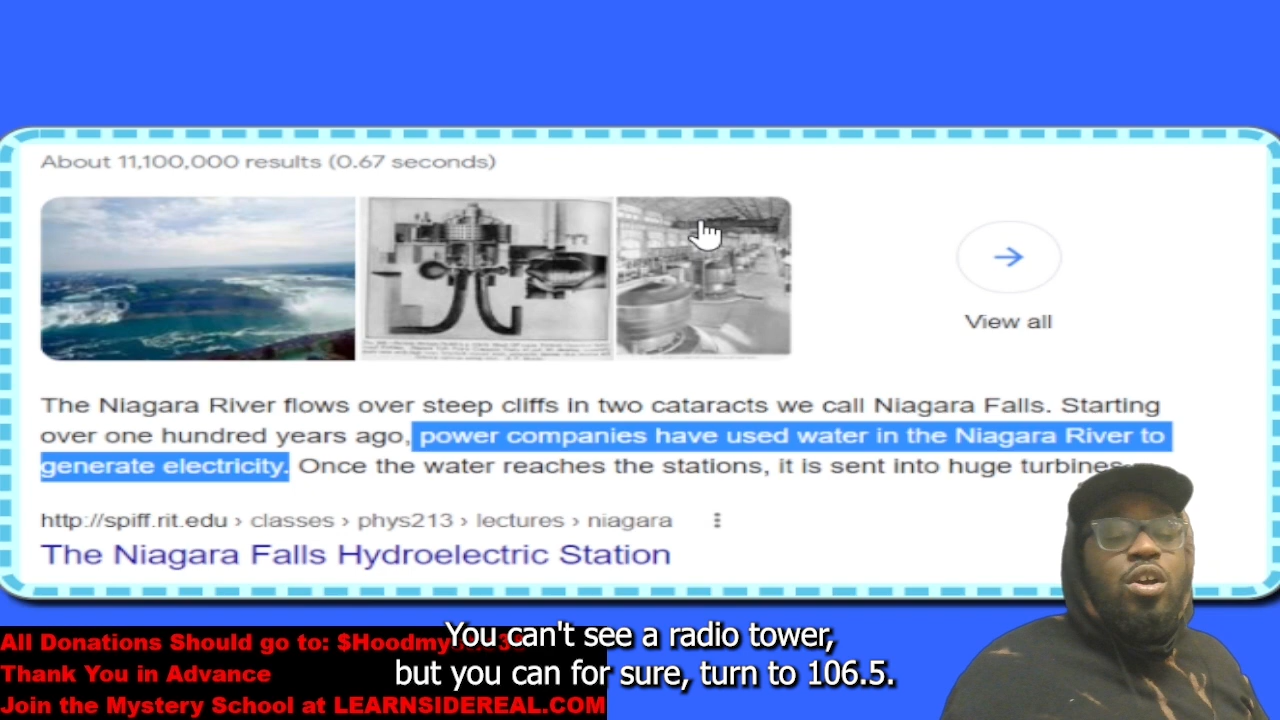 About 11,100,000 results (0.67 seconds)
View all
The Niagara River flows over steep cliffs in two cataracts we call Niagara Falls. Starting
over one hundred years ago, power companies have used water in the Niagara River to
generate electricity. Once the water reaches the stations, it is sent into huge turbines
http://spiff.rit.edu › classes › phys213 › lectures › niagara
The Niagara Falls Hydroelectric Station
You can't see a radio tower,
but you can for sure, turn to 106.5.
All Donations Should go to:
Thank You in Advance
Join the Mystery School at LEARNSIDEREAL.COM